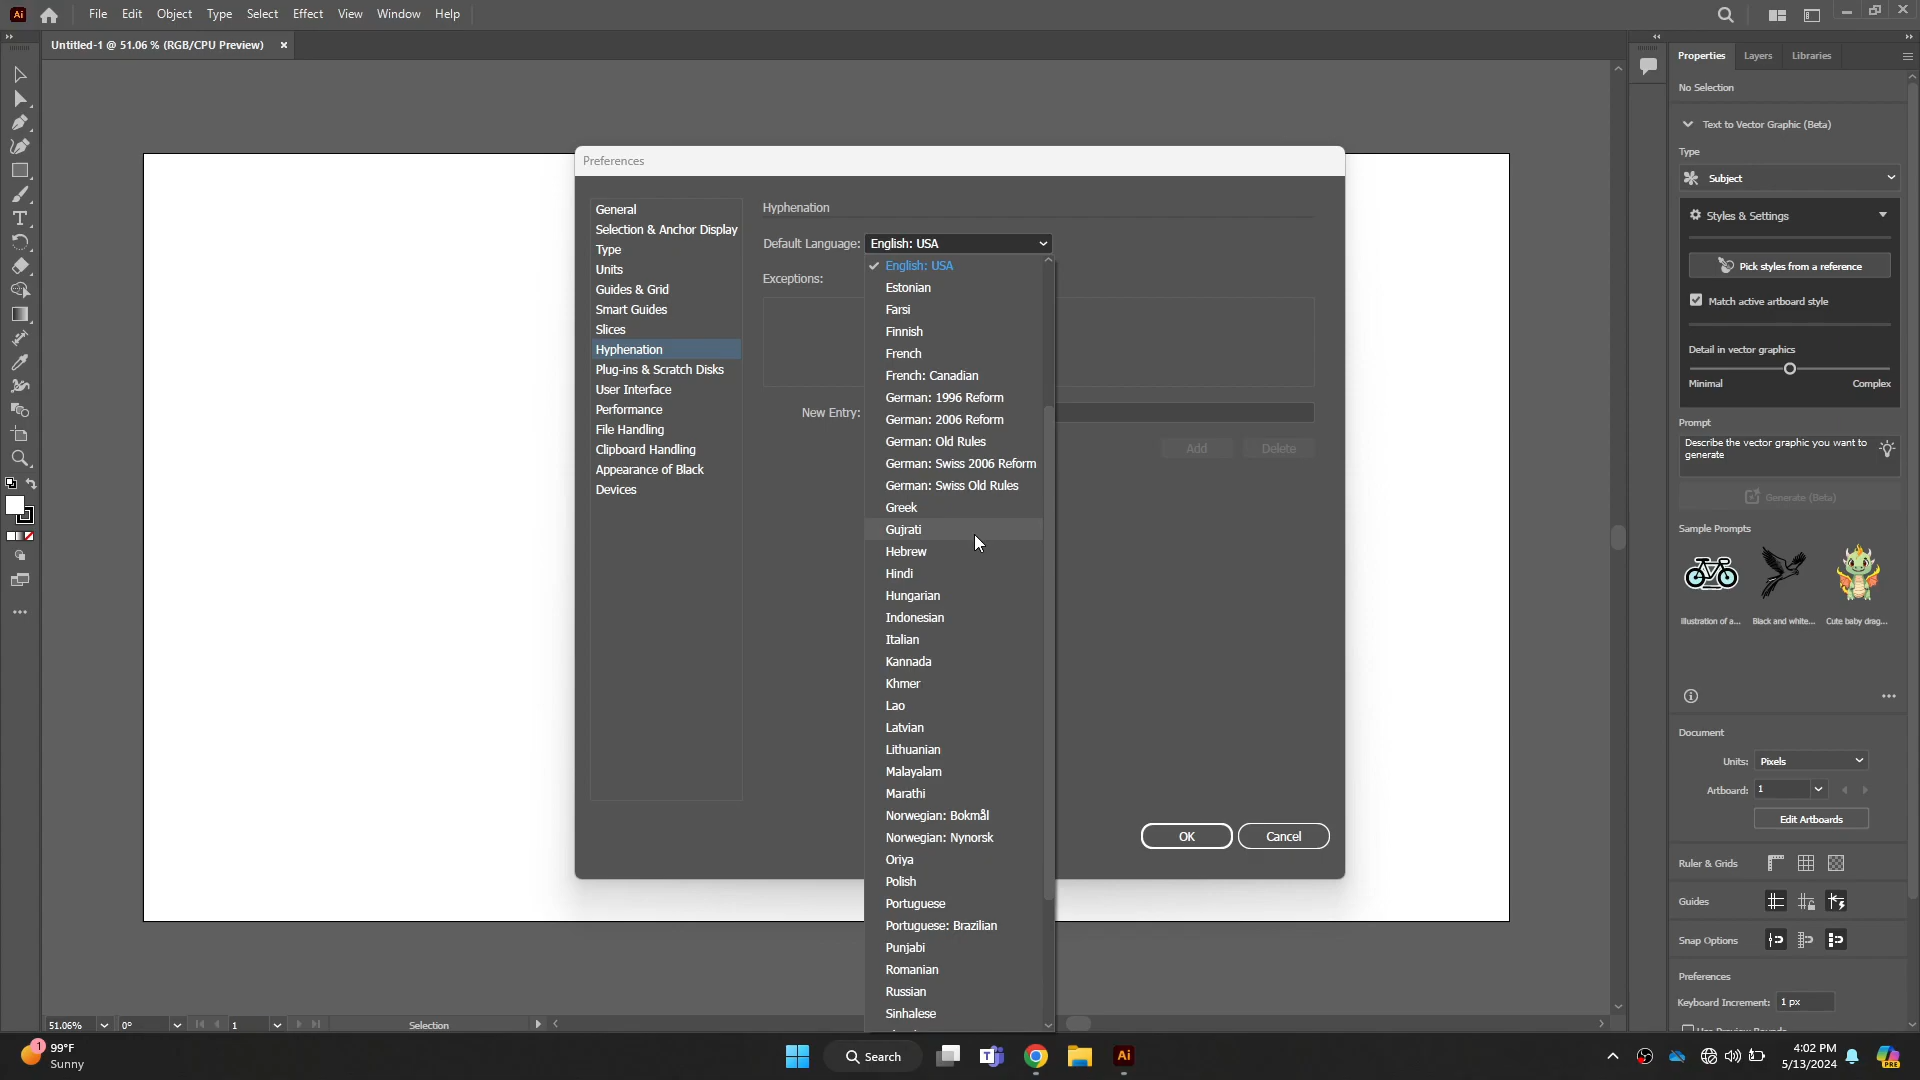 Ai
File Edit Object Type Select Effect View Window Help
Untitled-1 @ 51.06 % (RGB/CPU Preview) ×
Preferences
General
Selection & Anchor Display
Type
Units
Guides & Grid
Smart Guides
Slices
Hyphenation
Plug-ins & Scratch Disks
User Interface
Performance
File Handling
Clipboard Handling
Appearance of Black
Devices
Hyphenation
Default Language: English: USA
Exceptions:
New Entry:
Add Delete
English: USA
Estonian
Farsi
Finnish
French
French: Canadian
German: 1996 Reform
German: 2006 Reform
German: Old Rules
German: Swiss 2006 Reform
German: Swiss Old Rules
Greek
Gujrati
Hebrew
Hindi
Hungarian
Indonesian
Italian
Kannada
Khmer
Lao
Latvian
Lithuanian
Malayalam
Marathi
Norwegian: Bokmål
Norwegian: Nynorsk
Oriya
Polish
Portuguese
Portuguese: Brazilian
Punjabi
Romanian
Russian
Sinhalese
OK Cancel
Properties Layers Libraries
No Selection
Text to Vector Graphic (Beta)
Type
Subject
Styles & Settings
Pick styles from a reference
Match active artboard style
Detail in vector graphics
Minimal Complex
Prompt
Describe the vector graphic you want to
generate
Generate (Beta)
Sample Prompts
Illustration of a... Black and white... Cute baby drag...
Document
Units: Pixels
Artboard: 1
Edit Artboards
Ruler & Grids
Guides
Snap Options
Preferences
Keyboard Increment: 1 px
51.06% 0° 1 Selection
1
99°F
Sunny
Search
Ai
4:02 PM
5/13/2024
PRE